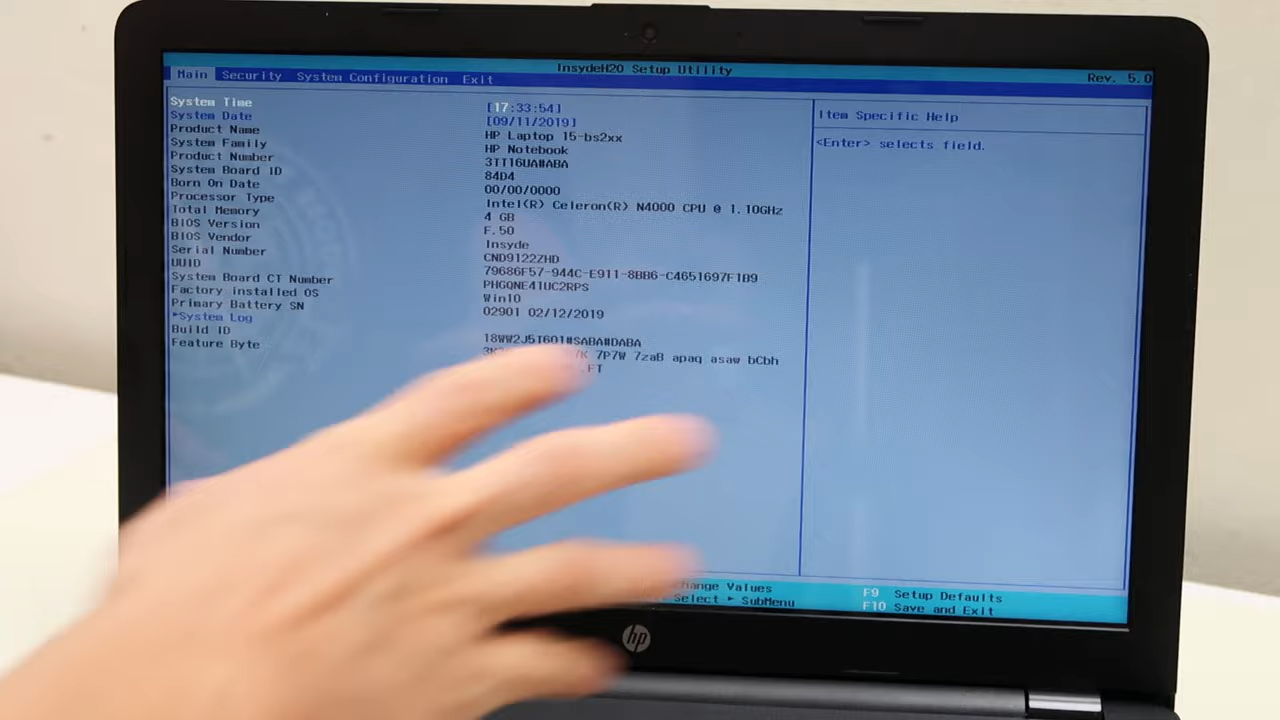 InsydeH20 Setup Utility
Rev. 5.0
Main Security System Configuration Exit
System Time [17:33:54]
System Date [09/11/2019]
Product Name HP Laptop 15-bs2xx
System Family HP Notebook
Product Number 3TT16UA#ABA
System Board ID 84D4
Born On Date 00/00/0000
Processor Type Intel(R) Celeron(R) N4000 CPU @ 1.10GHz
Total Memory 4 GB
BIOS Version F.50
BIOS Vendor Insyde
Serial Number CND9122ZHD
UUID 79686F57-944C-E911-8BB6-C4651697F1B9
System Board CT Number PHGQNE41UC2RPS
Factory installed OS Win10
Primary Battery SN 02901 02/12/2019
►System Log
Build ID 18WW2J5T601#SABA#DABA
Feature Byte 7P7W 7zaB apaq asaw bCbh
.FT
Item Specific Help
<Enter> selects field.
Change Values
Select ► SubMenu
F9 Setup Defaults
F10 Save and Exit
hp